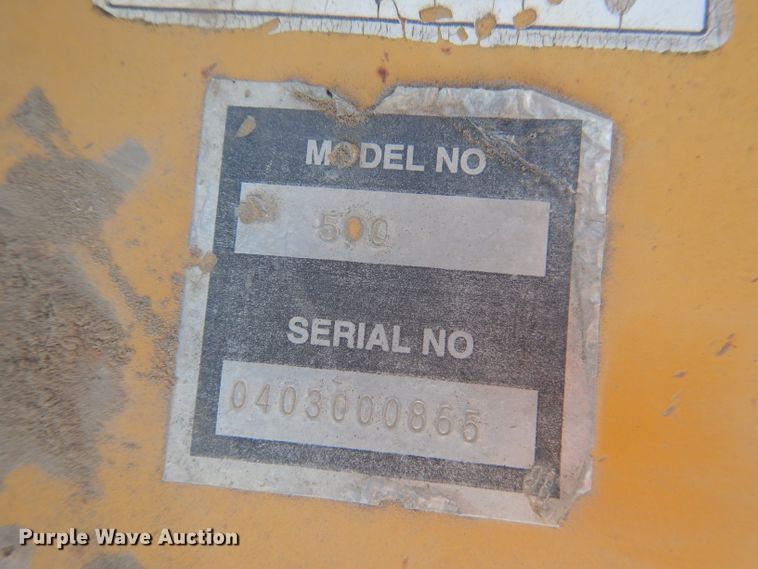 MODEL NO
500
SERIAL NO
0403000865
Purple Wave Auction